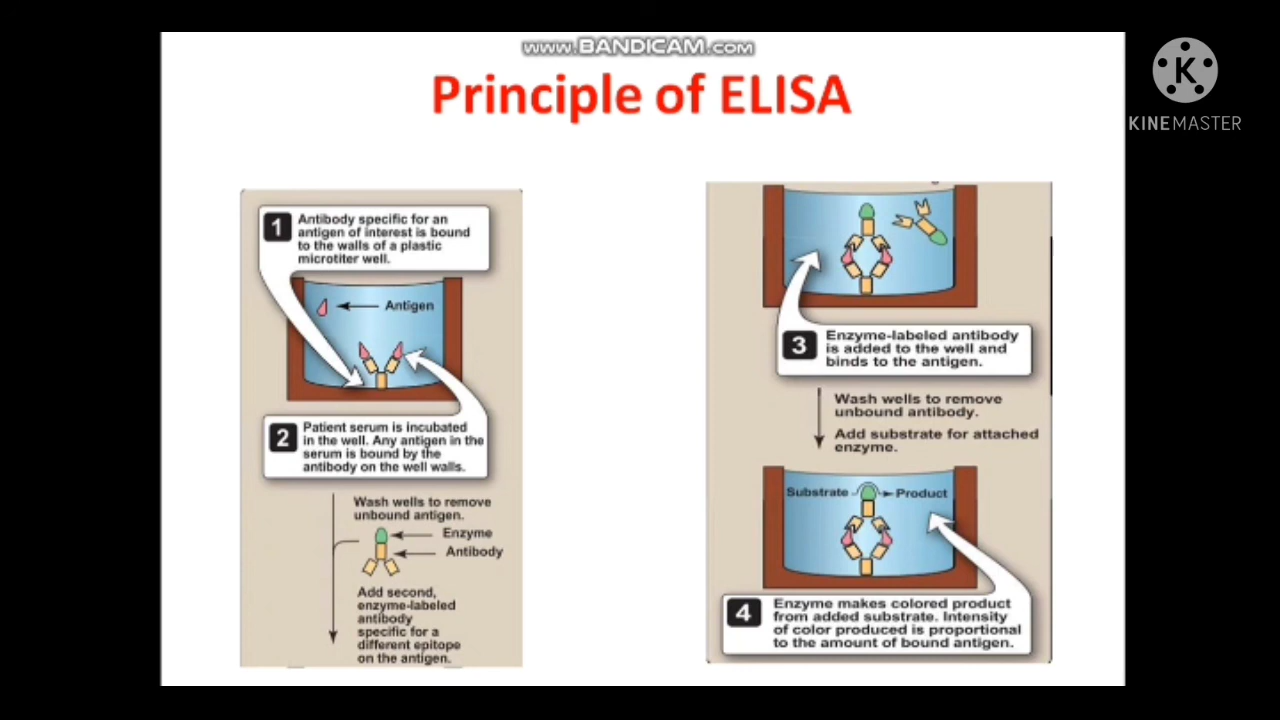 www.BANDICAM.com
Principle of ELISA
KINEMASTER
1
Antibody specific for an
antigen of interest is bound
to the walls of a plastic
microtiter well.
Antigen
2
Patient serum is incubated
in the well. Any antigen in the
serum is bound by the
antibody on the well walls.
Wash wells to remove
unbound antigen.
Enzyme
Antibody
Add second,
enzyme-labeled
antibody
specific for a
different epitope
on the antigen.
3
Enzyme-labeled antibody
is added to the well and
binds to the antigen.
Wash wells to remove
unbound antibody.
Add substrate for attached
enzyme.
Substrate Product
4
Enzyme makes colored product
from added substrate. Intensity
of color produced is proportional
to the amount of bound antigen.